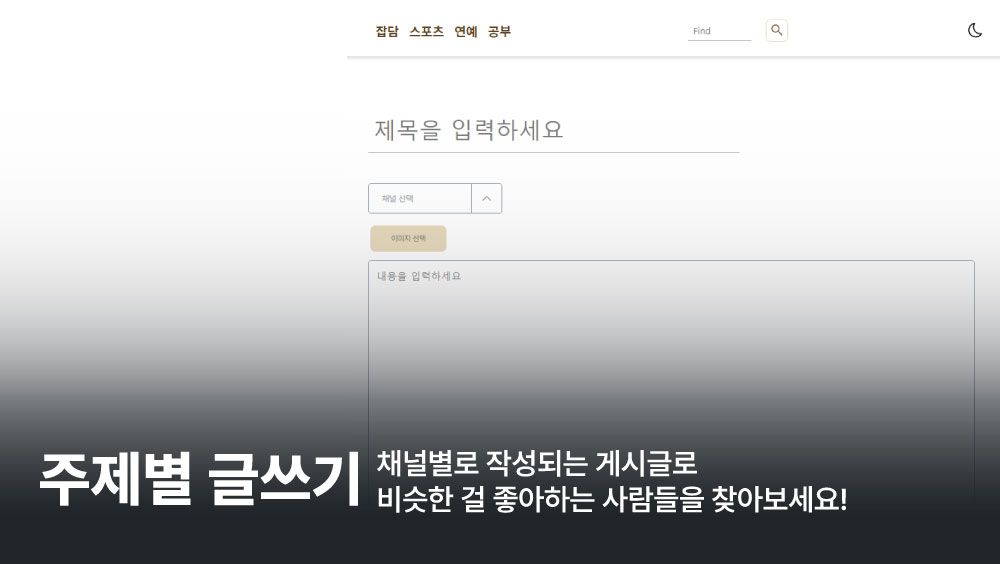 잡담 스포츠 연예 공부
Find
제목을 입력하세요
채널 선택
이미지 선택
내용을 입력하세요
주제별 글쓰기
채널별로 작성되는 게시글로
비슷한 걸 좋아하는 사람들을 찾아보세요!